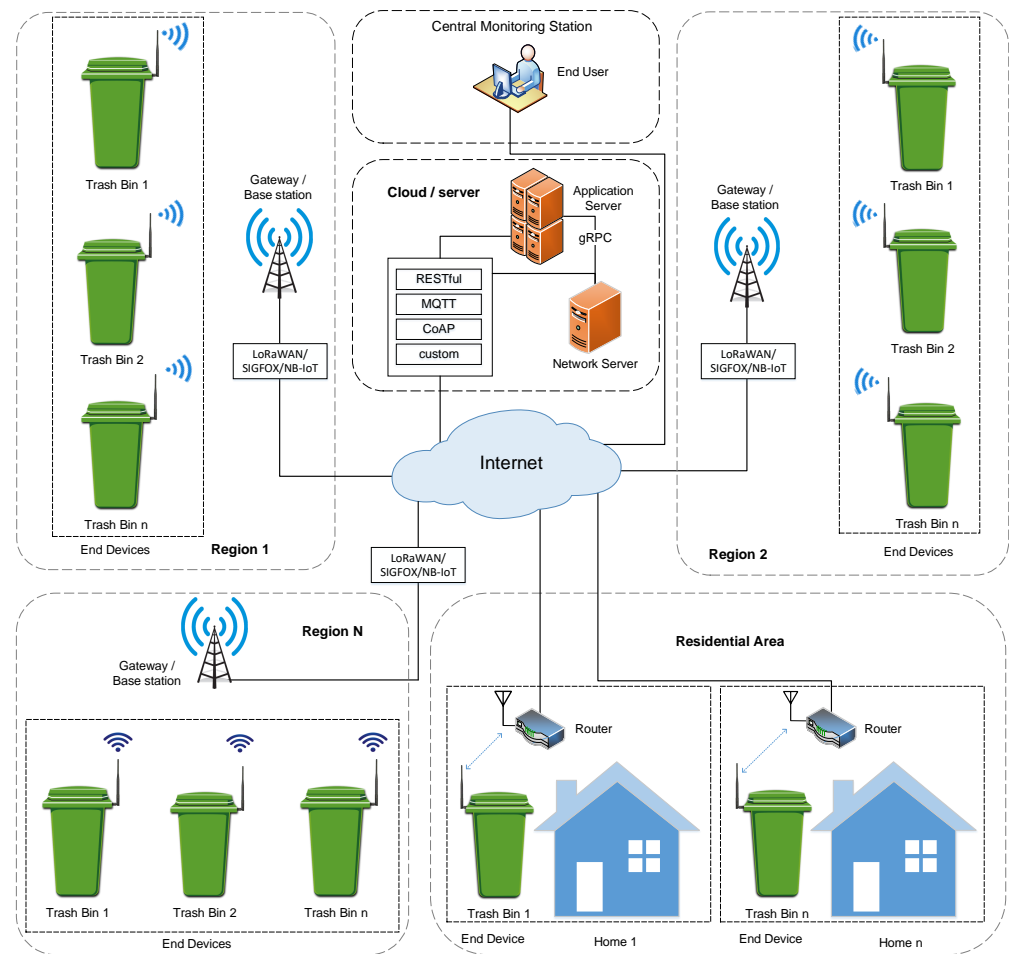 Central Monitoring Station
End User
Trash Bin 1
Gateway /
Base station
Trash Bin 2
LoRaWAN/
SIGFOX/NB-IoT
Trash Bin n
End Devices
Region 1
Cloud / server
Application
Server
gRPC
RESTful
MQTT
CoAP
custom
Network Server
Trash Bin 1
Gateway /
Base station
Trash Bin 2
LoRaWAN/
SIGFOX/NB-IoT
Trash Bin n
End Devices
Region 2
Internet
LoRaWAN/
SIGFOX/NB-IoT
Region N
Gateway /
Base station
Trash Bin 1
Trash Bin 2
Trash Bin n
End Devices
Residential Area
Router
Trash Bin 1
End Device
Home 1
Router
Trash Bin n
End Device
Home n